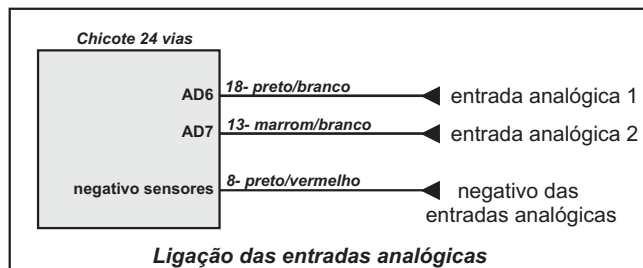 Chicote 24 vias
AD6
18- preto/branco
entrada analógica 1
AD7
13- marrom/branco
entrada analógica 2
negativo sensores
8- preto/vermelho
negativo das
entradas analógicas
Ligação das entradas analógicas